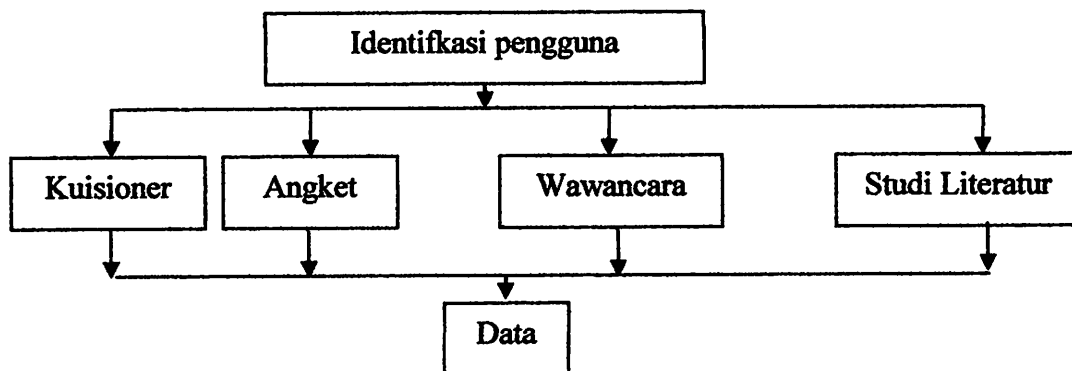 Identifkasi pengguna
Kuisioner
Angket
Wawancara
Studi Literatur
Data